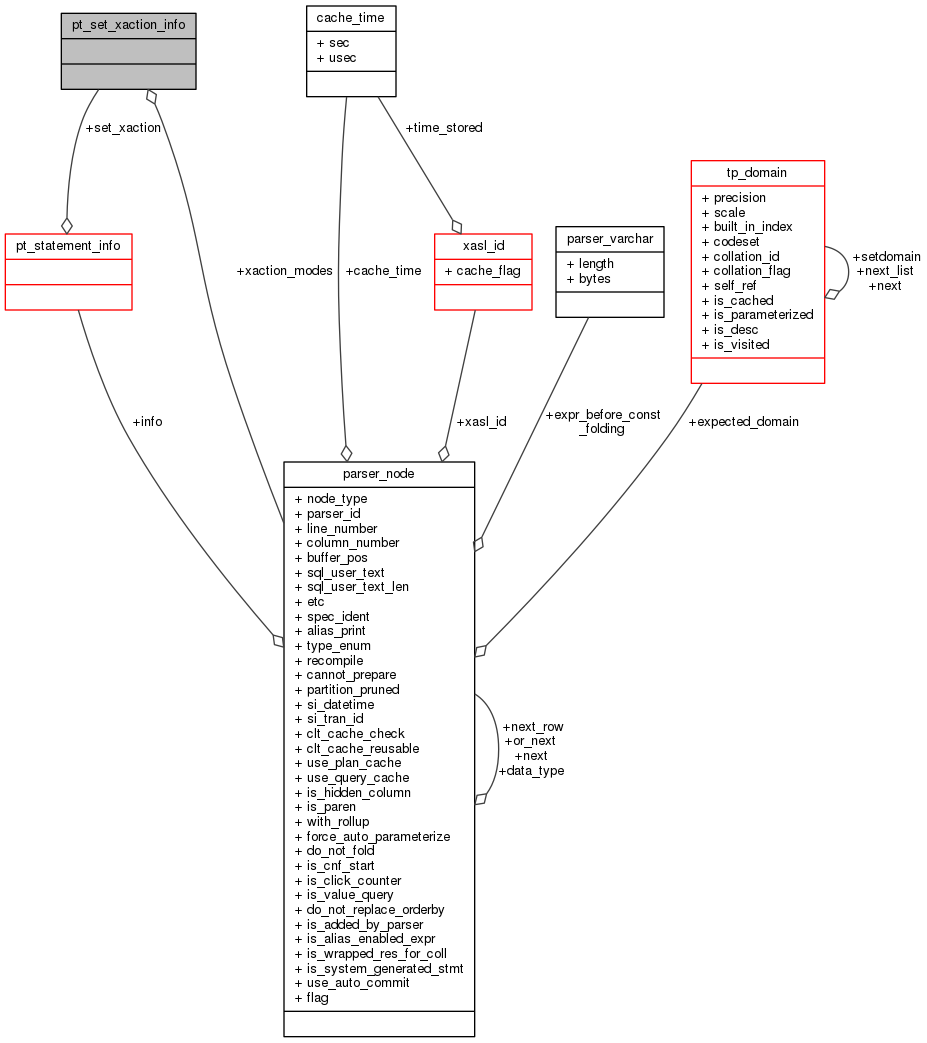 pt_set_xaction_info
cache_time
+ sec
+ usec
+set_xaction
+time_stored
tp_domain
+ precision
+ scale
+ built_in_index
+ codeset
+ collation_id
+ collation_flag
+ self_ref
+ is_cached
+ is_parameterized
+ is_desc
+ is_visited
+setdomain
+next_list
+next
pt_statement_info
xasl_id
+ cache_flag
parser_varchar
+ length
+ bytes
+xaction_modes
+cache_time
+info
+xasl_id
+expr_before_const
_folding
+expected_domain
parser_node
+ node_type
+ parser_id
+ line_number
+ column_number
+ buffer_pos
+ sql_user_text
+ sql_user_text_len
+ etc
+ spec_ident
+ alias_print
+ type_enum
+ recompile
+ cannot_prepare
+ partition_pruned
+ si_datetime
+ si_tran_id
+ clt_cache_check
+ clt_cache_reusable
+ use_plan_cache
+ use_query_cache
+ is_hidden_column
+ is_paren
+ with_rollup
+ force_auto_parameterize
+ do_not_fold
+ is_cnf_start
+ is_click_counter
+ is_value_query
+ do_not_replace_orderby
+ is_added_by_parser
+ is_alias_enabled_expr
+ is_wrapped_res_for_coll
+ is_system_generated_stmt
+ use_auto_commit
+ flag
+next_row
+or_next
+next
+data_type